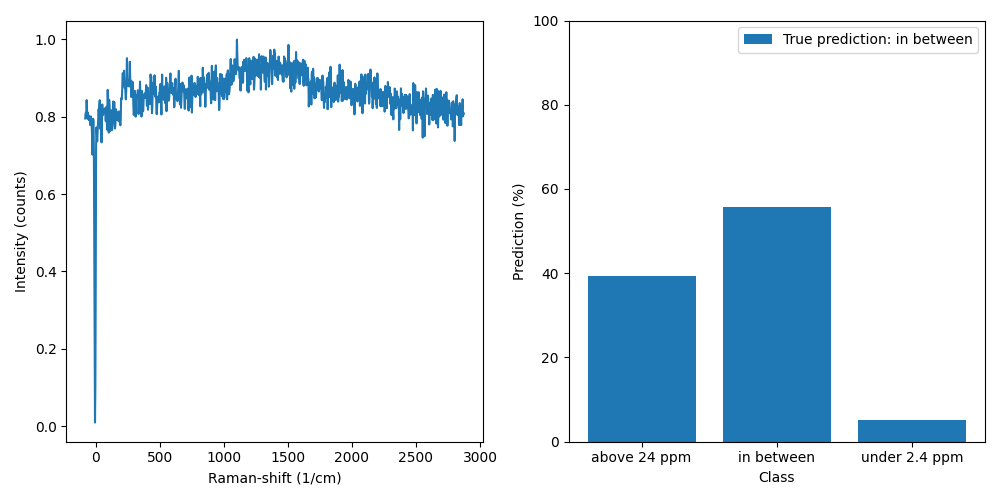 1.0
0.8
0.6
0.4
0.2
0.0
Intensity (counts)
0 500 1000 1500 2000 2500 3000
Raman-shift (1/cm)
100
80
60
40
20
0
Prediction (%)
True prediction: in between
above 24 ppm in between under 2.4 ppm
Class